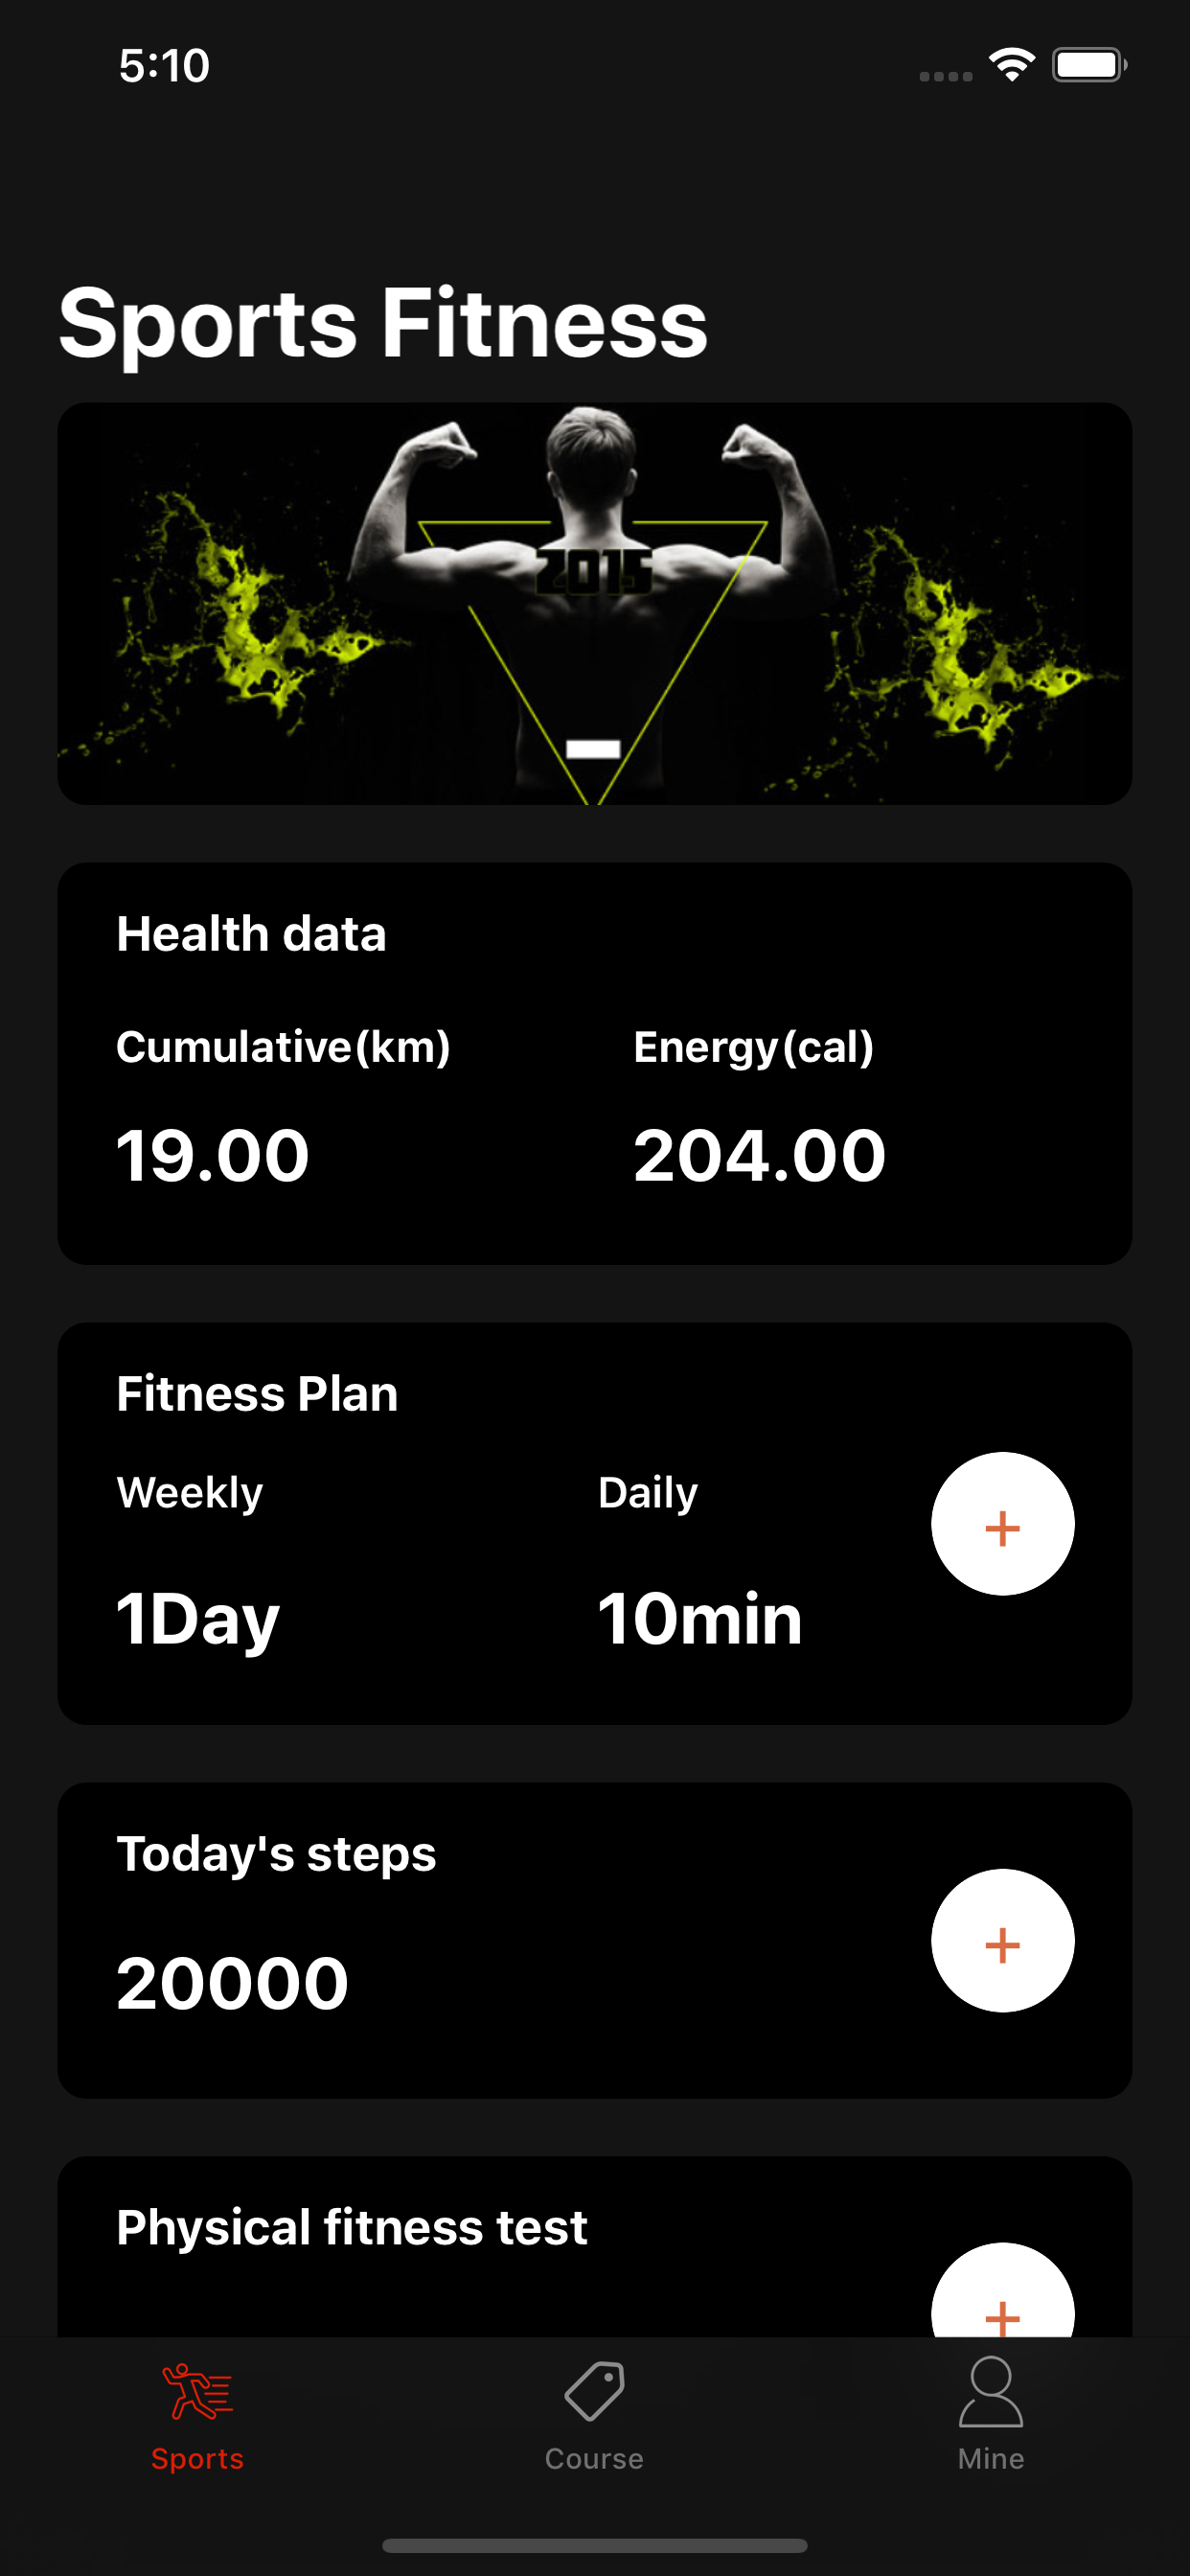 5:10
Sports Fitness
2015
Health data
Cumulative(km) Energy(cal)
19.00 204.00
Fitness Plan
Weekly Daily
+
1Day 10min
Today's steps
+
20000
Physical fitness test
+
Sports Course Mine